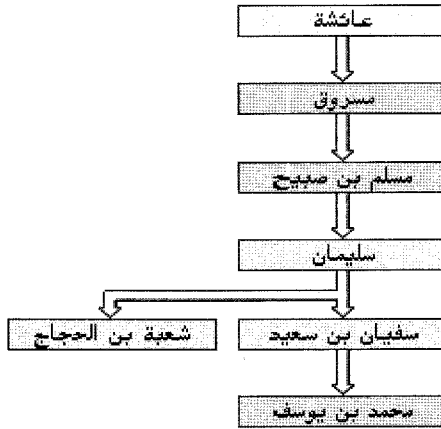 عائشة
مسروق
مسلم بن صبيح
سليمان
سفيان بن سعيد
شعبة بن الحجاج
محمد بن يوسف